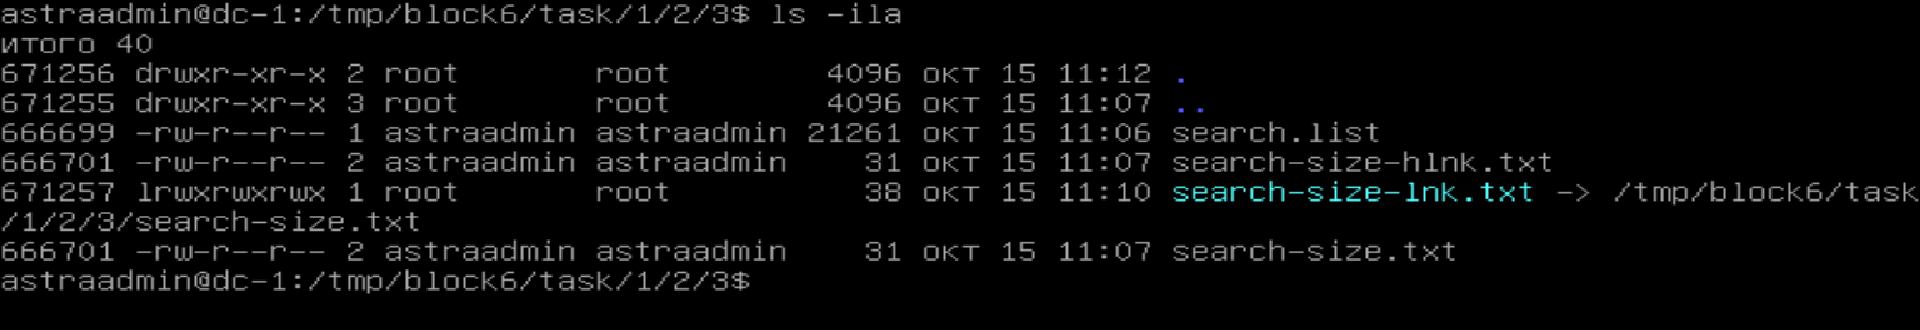 astraadmin@dc-1:/tmp/block6/task/1/2/3$ ls -ila
итого 40
671256 drwxr-xr-x 2 root       root        4096 окт 15 11:12 .
671255 drwxr-xr-x 3 root       root        4096 окт 15 11:07 ..
666699 -rw-r--r-- 1 astraadmin astraadmin 21261 окт 15 11:06 search.list
666701 -rw-r--r-- 2 astraadmin astraadmin    31 окт 15 11:07 search-size-hlnk.txt
671257 lrwxrwxrwx 1 root       root          38 окт 15 11:10 search-size-lnk.txt -> /tmp/block6/task
/1/2/3/search-size.txt
666701 -rw-r--r-- 2 astraadmin astraadmin    31 окт 15 11:07 search-size.txt
astraadmin@dc-1:/tmp/block6/task/1/2/3$